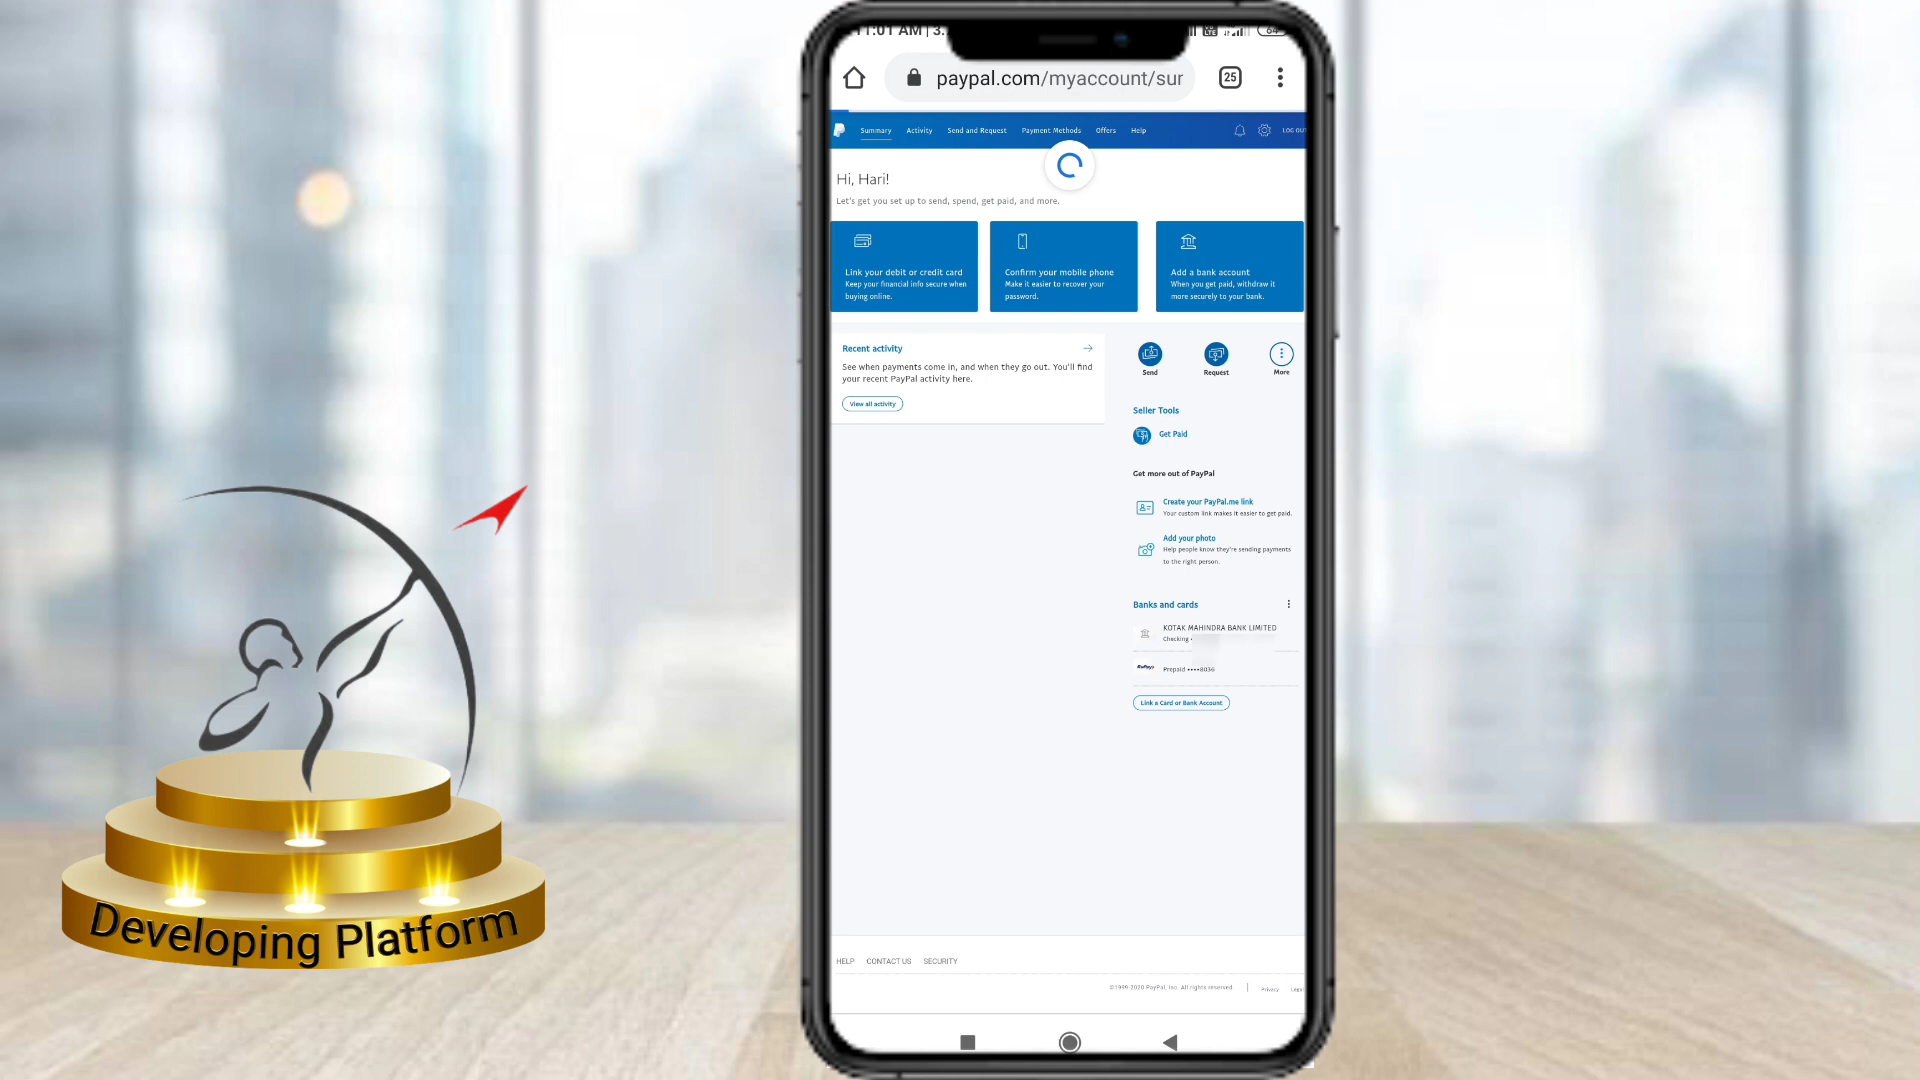 11:01 AM | 3.
64
paypal.com/myaccount/sur
25
Summary Activity Send and Request Payment Methods Offers Help LOG OUT
Hi, Hari!
Let's get you set up to send, spend, get paid, and more.
Link your debit or credit card
Keep your financial info secure when
buying online.
Confirm your mobile phone
Make it easier to recover your
password.
Add a bank account
When you get paid, withdraw it
more securely to your bank.
Recent activity
See when payments come in, and when they go out. You'll find
your recent PayPal activity here.
View all activity
Send Request More
Seller Tools
Get Paid
Get more out of PayPal
Create your PayPal.me link
Your custom link makes it easier to get paid.
Add your photo
Help people know they're sending payments
to the right person.
Banks and cards
KOTAK MAHINDRA BANK LIMITED
Checking •
RuPay Prepaid ••••8036
Link a Card or Bank Account
HELP CONTACT US SECURITY
©1999-2020 PayPal, Inc. All rights reserved. | Privacy Legal
Developing Platform